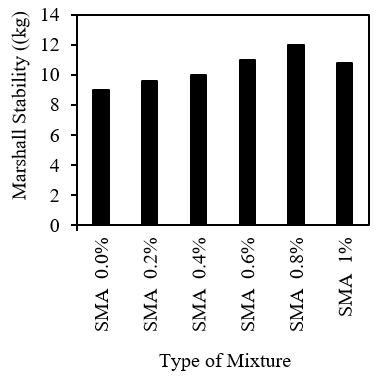 Marshall Stability ((kg)
14
12
10
8
6
4
2
0
SMA 0.0%
SMA 0.2%
SMA 0.4%
SMA 0.6%
SMA 0.8%
SMA 1%
Type of Mixture